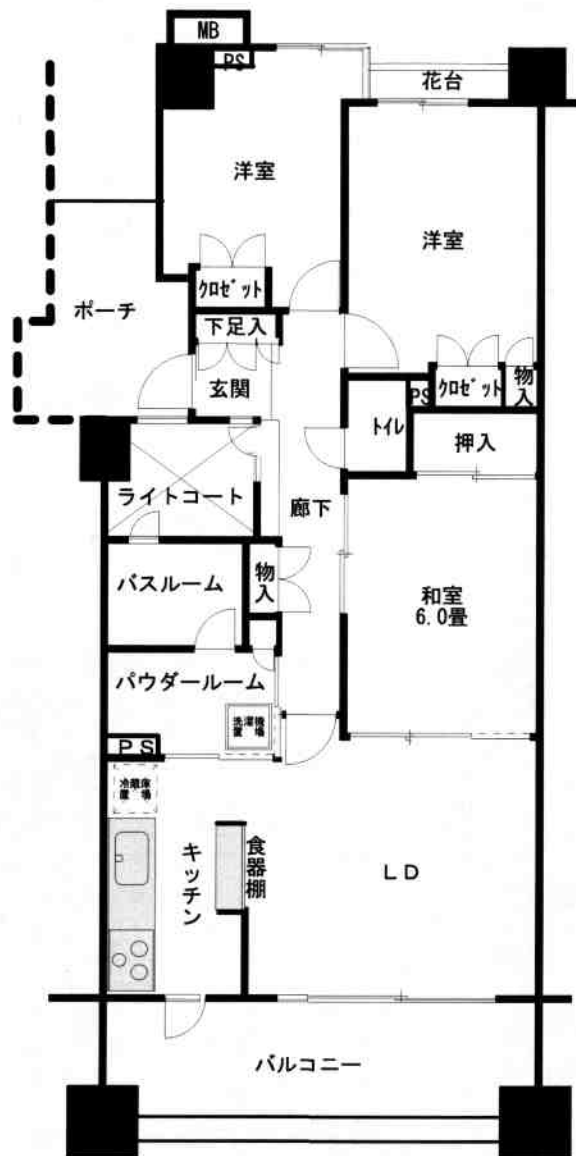 MB
PS
花台
洋室
洋室
クロゼット
ポーチ
下足入
玄関
クロゼット
物入
PS
トイレ
押入
ライトコート
廊下
物入
バスルーム
和室
6.0畳
パウダールーム
洗濯機
置場
PS
冷蔵庫
置場
キッチン
食器棚
LD
バルコニー